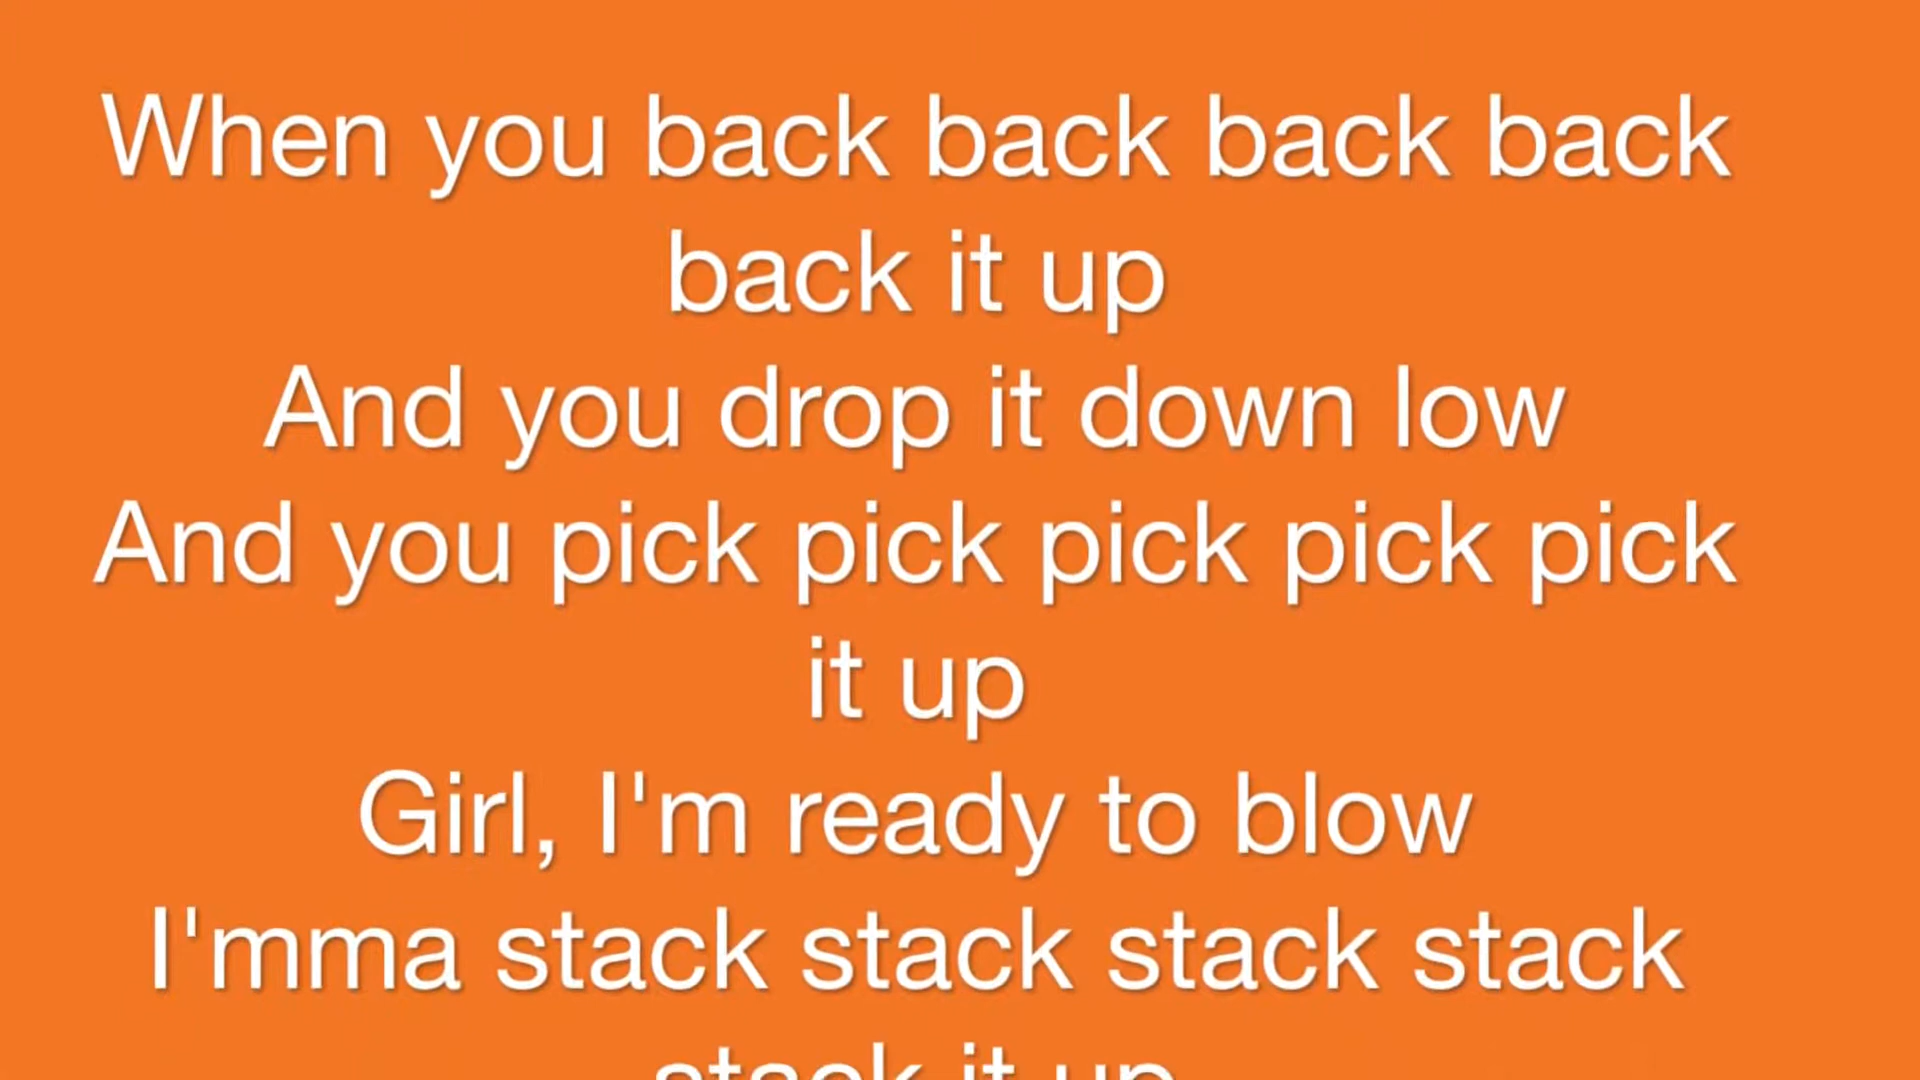 When you back back back back
back it up
And you drop it down low
And you pick pick pick pick pick
it up
Girl, I'm ready to blow
I'mma stack stack stack stack
stack it up